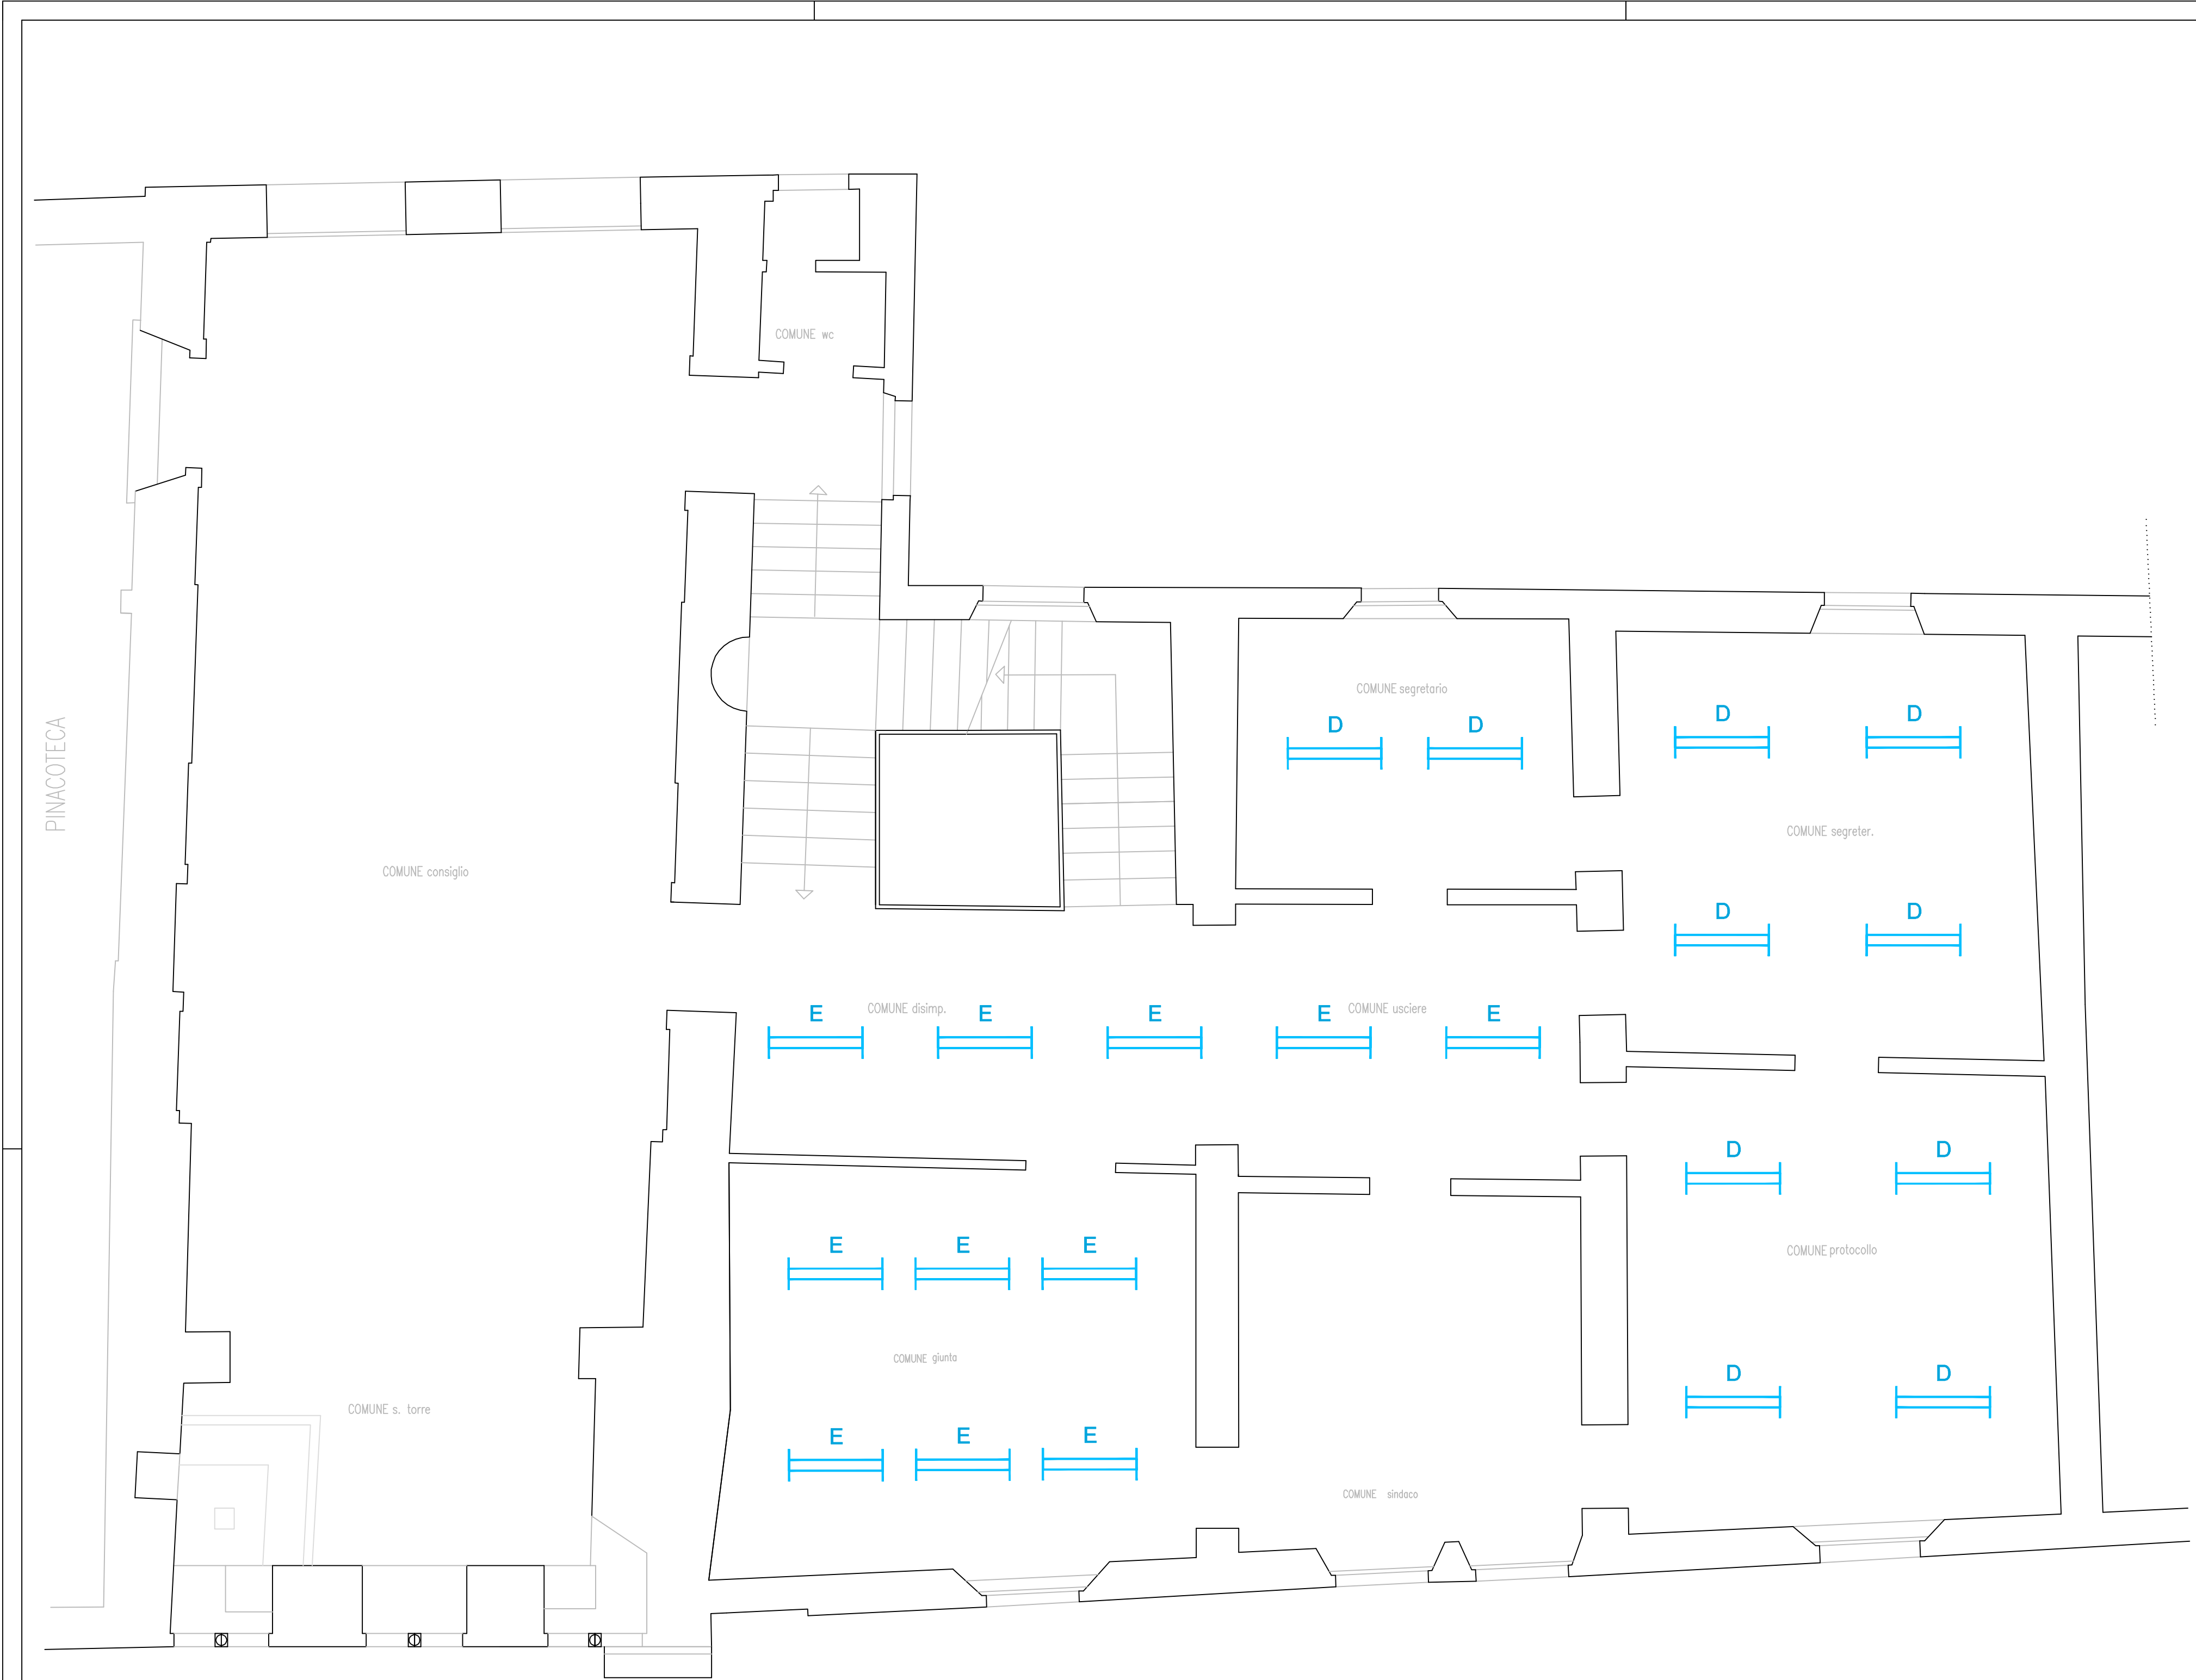 COMUNE wc
COMUNE segretario
D D
D D
PINACOTECA
COMUNE segreter.
COMUNE consiglio
D D
COMUNE disimp.
COMUNE usciere
E E E E E
D D
E E E
COMUNE protocollo
COMUNE giunta
D D
COMUNE s. torre
E E E
COMUNE sindaco